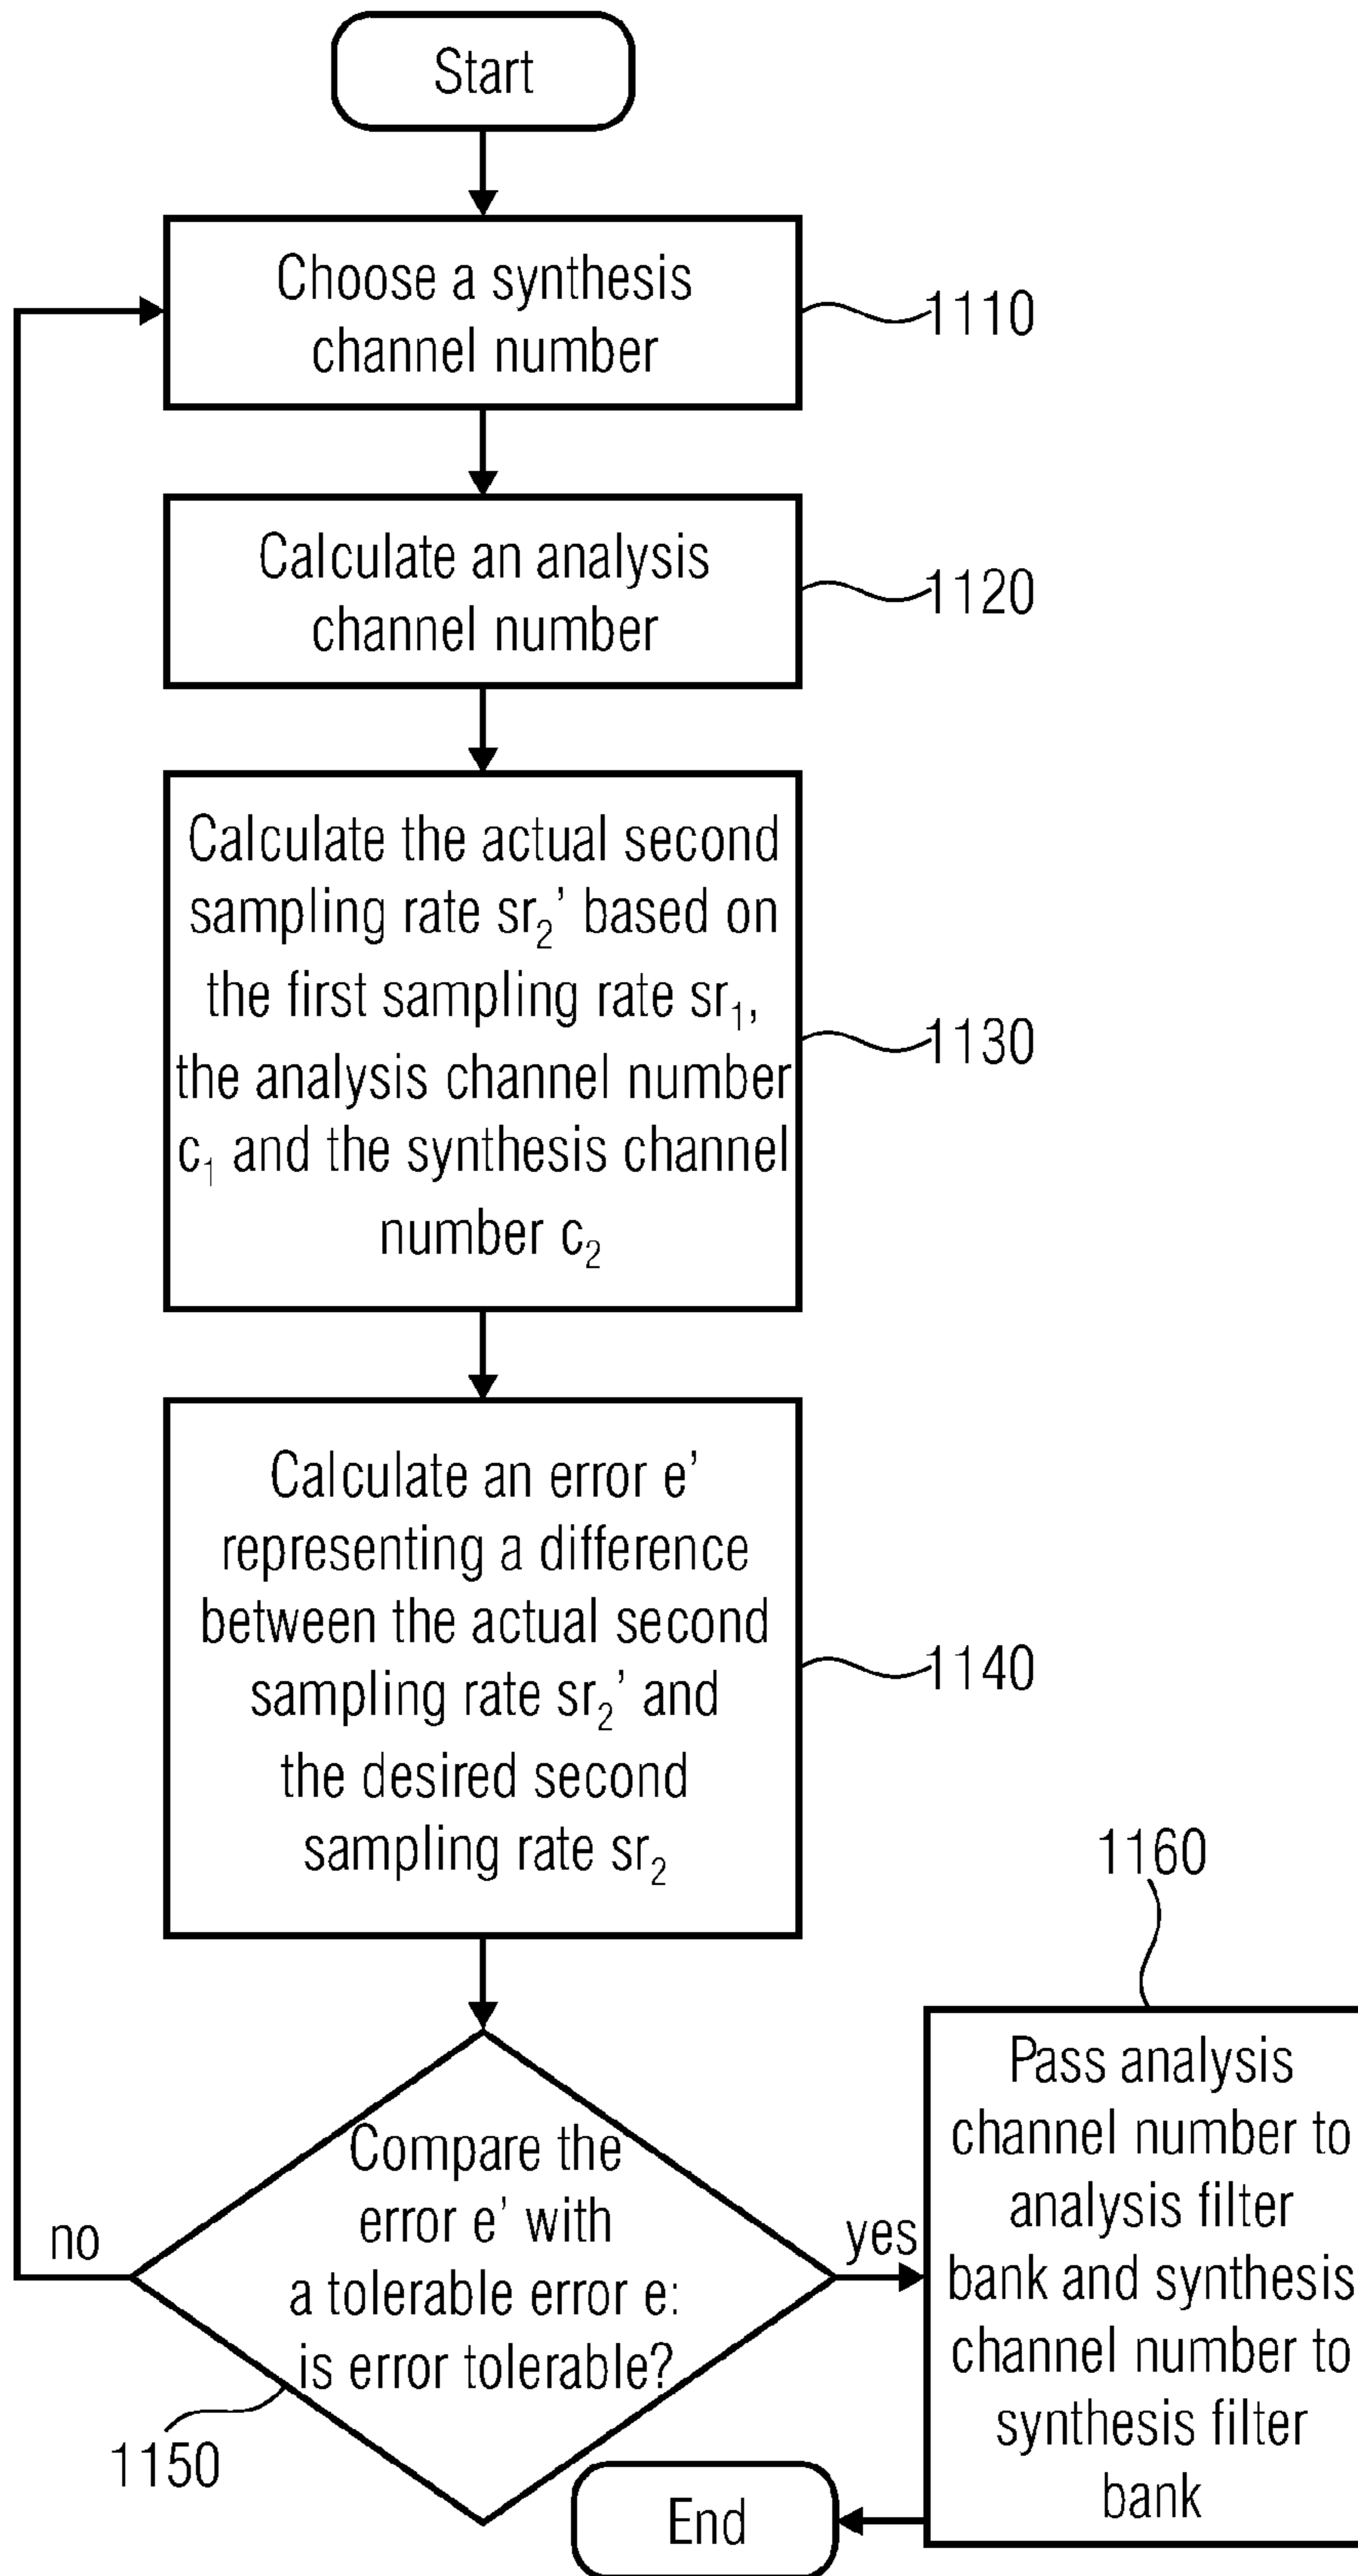 Start
Choose a synthesis
channel number
1110
Calculate an analysis
channel number
1120
Calculate the actual second
sampling rate sr₂’ based on
the first sampling rate sr₁,
the analysis channel number
c₁ and the synthesis channel
number c₂
1130
Calculate an error e’
representing a difference
between the actual second
sampling rate sr₂’ and
the desired second
sampling rate sr₂
1140
Compare the
error e’ with
a tolerable error e:
is error tolerable?
no
yes
1150
1160
Pass analysis
channel number to
analysis filter
bank and synthesis
channel number to
synthesis filter
bank
End